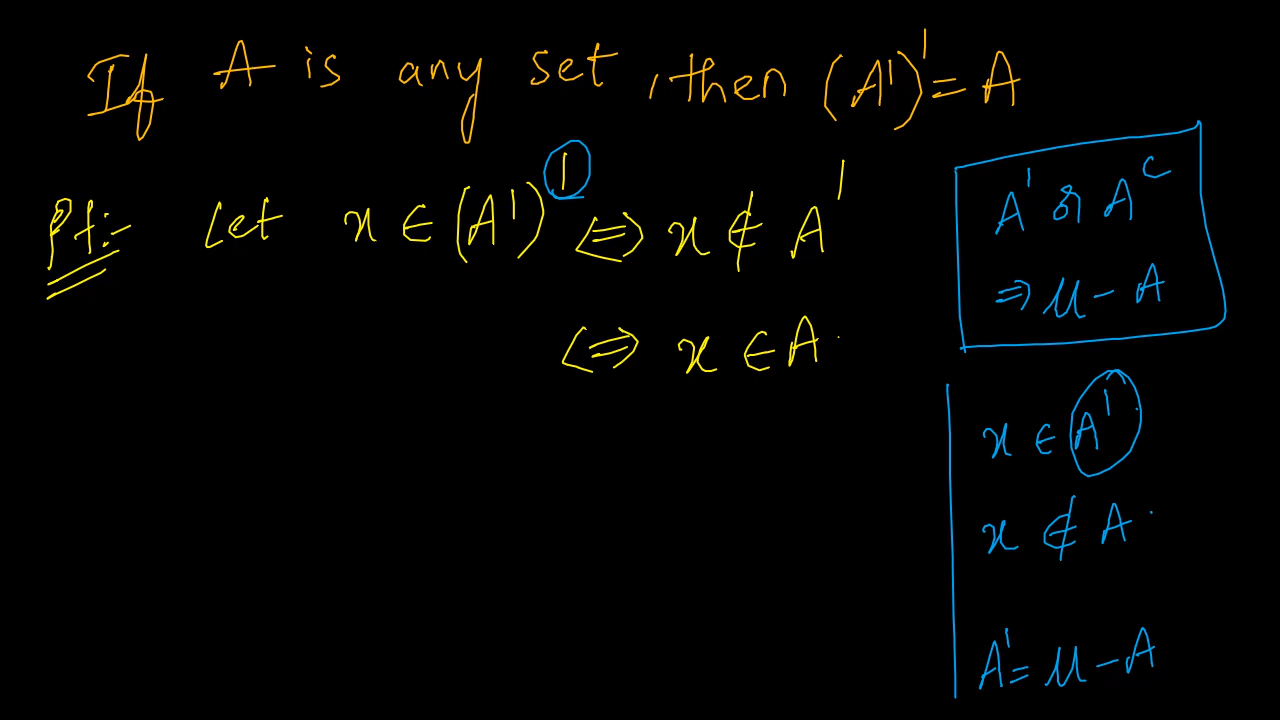 If A is any set, then (A')' = A
Pf:- Let x ∈ (A')' ⇔ x ∉ A'
⇔ x ∈ A.
A' or A^c
⇒ μ - A
x ∈ A'
x ∉ A.
A' = μ - A